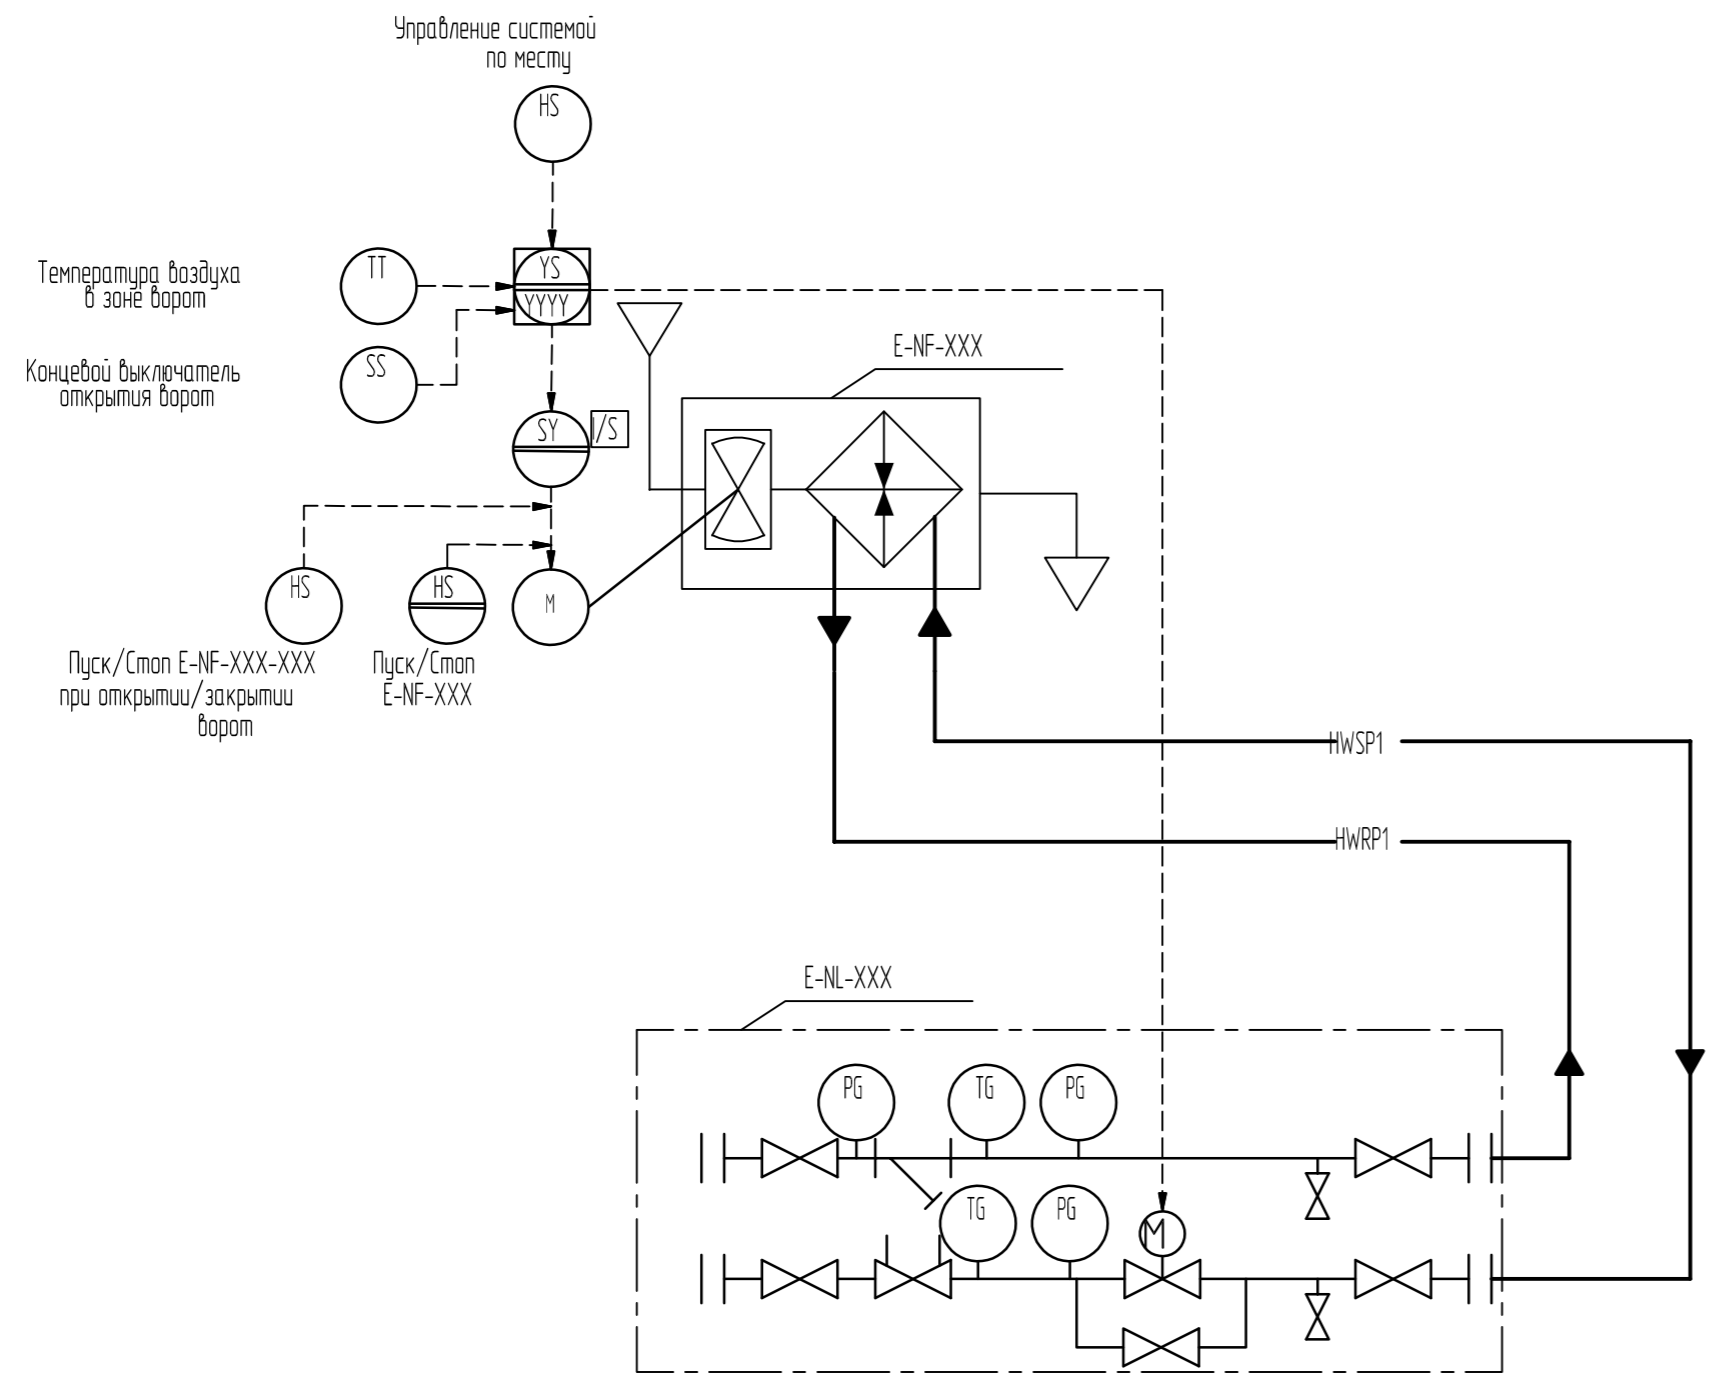 Управление системой
по месту
HS
Температура воздуха
в зоне ворот
TT
YS
YYYY
Концевой выключатель
открытия ворот
SS
E-NF-XXX
SY
I/S
HS
HS
M
Пуск/Стоп E-NF-XXX-XXX
при открытии/закрытии
ворот
Пуск/Стоп
E-NF-XXX
HWSP1
HWRP1
E-NL-XXX
PG
TG
PG
TG
PG
M